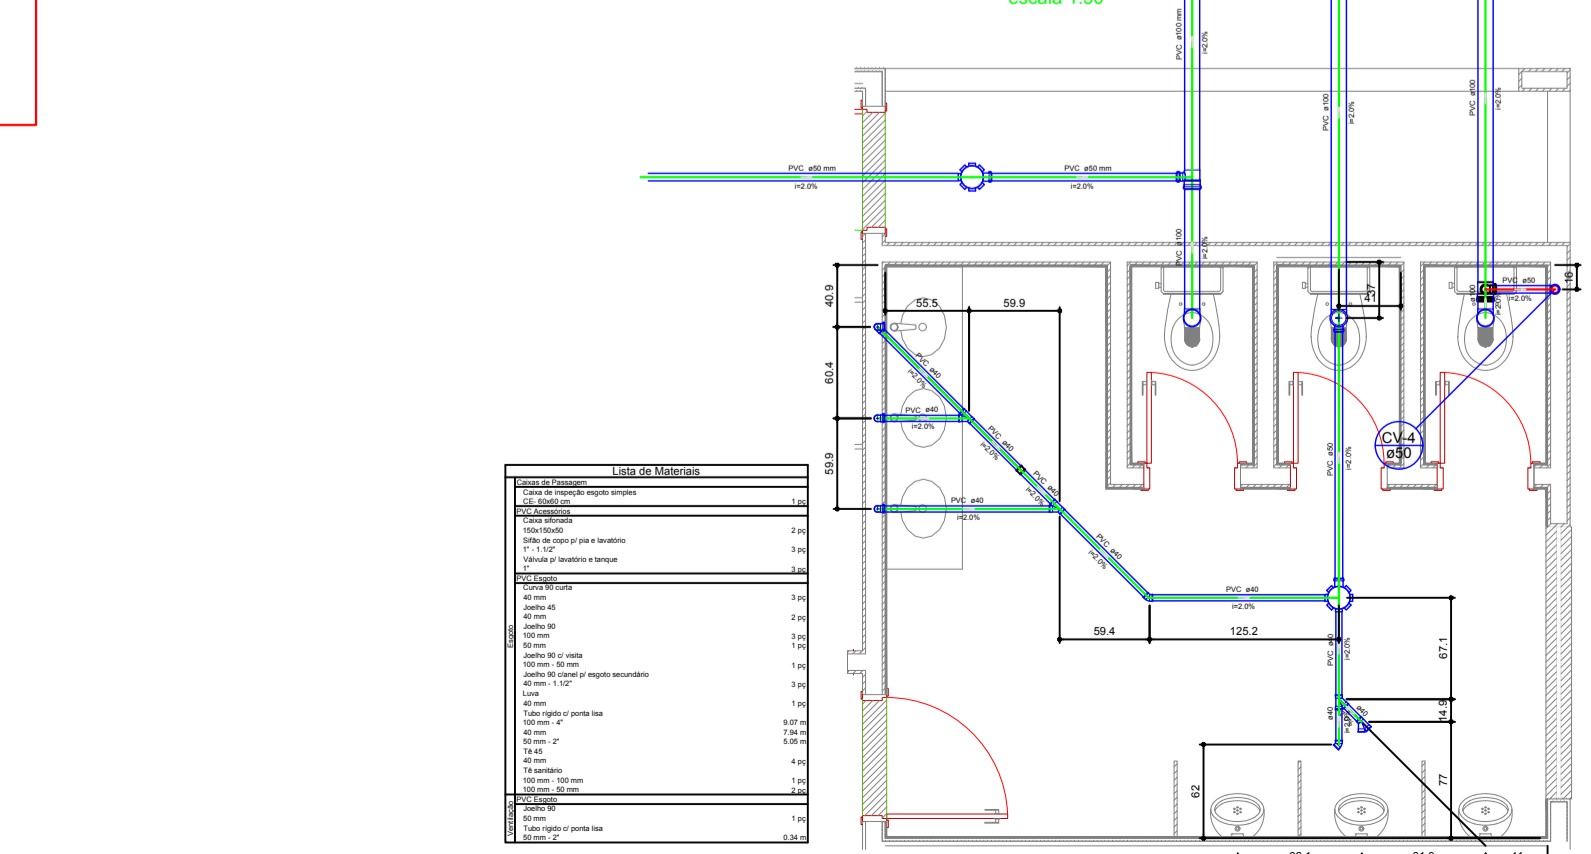 escala 1:50
PVC ø100 mm
i=2.0%
PVC ø100
i=2.0%
PVC ø100
i=2.0%
PVC ø50 mm
i=2.0%
PVC ø50 mm
i=2.0%
PVC ø100
i=2.0%
40.9
60.4
59.9
55.5
59.9
37
41
16
PVC ø50
i=2.0%
ø100
i=2.0%
PVC ø40
i=2.0%
PVC ø40
i=2.0%
PVC ø40
i=2.0%
PVC ø40
i=2.0%
PVC ø40
i=2.0%
PVC ø40
i=2.0%
PVC ø50
i=2.0%
CV-4
ø50
PVC ø40
i=2.0%
59.4
125.2
PVC ø40
i=2.0%
67.1
14.9
77
62
ø40
ø40
Lista de Materiais
Esgoto
Caixas de Passagem
Caixa de inspeção esgoto simples
CE- 60x60 cm 1 pç
PVC Acessórios
Caixa sifonada
150x150x50 2 pç
Sifão de copo p/ pia e lavatório
1" - 1.1/2" 3 pç
Válvula p/ lavatório e tanque
1" 3 pç
PVC Esgoto
Curva 90 curta
40 mm 3 pç
Joelho 45
40 mm 2 pç
Joelho 90
100 mm 3 pç
50 mm 1 pç
Joelho 90 c/ visita
100 mm - 50 mm 1 pç
Joelho 90 c/anel p/ esgoto secundário
40 mm - 1.1/2" 3 pç
Luva
40 mm 1 pç
Tubo rígido c/ ponta lisa
100 mm - 4" 9.07 m
40 mm 7.94 m
50 mm - 2" 5.05 m
Tê 45
40 mm 4 pç
Tê sanitário
100 mm - 100 mm 1 pç
100 mm - 50 mm 2 pç
Ventilação
PVC Esgoto
Joelho 90
50 mm 1 pç
Tubo rígido c/ ponta lisa
50 mm - 2" 0.34 m